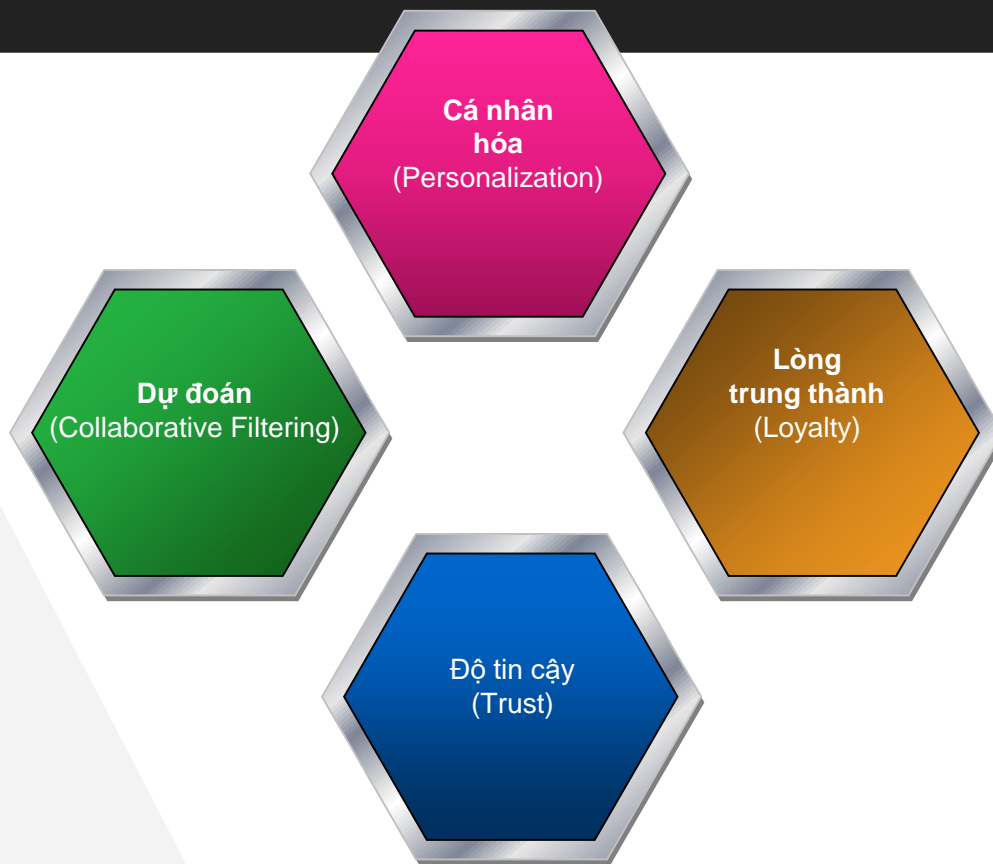 Cá nhân
hóa
(Personalization)
Dự đoán
(Collaborative Filtering)
Lòng
trung thành
(Loyalty)
Độ tin cậy
(Trust)